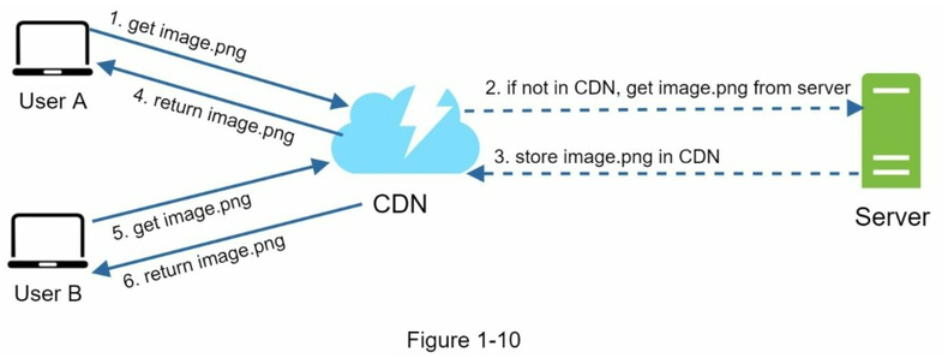 1. get image.png
User A
4. return image.png
2. if not in CDN, get image.png from server
3. store image.png in CDN
CDN
Server
5. get image.png
6. return image.png
User B
Figure 1-10